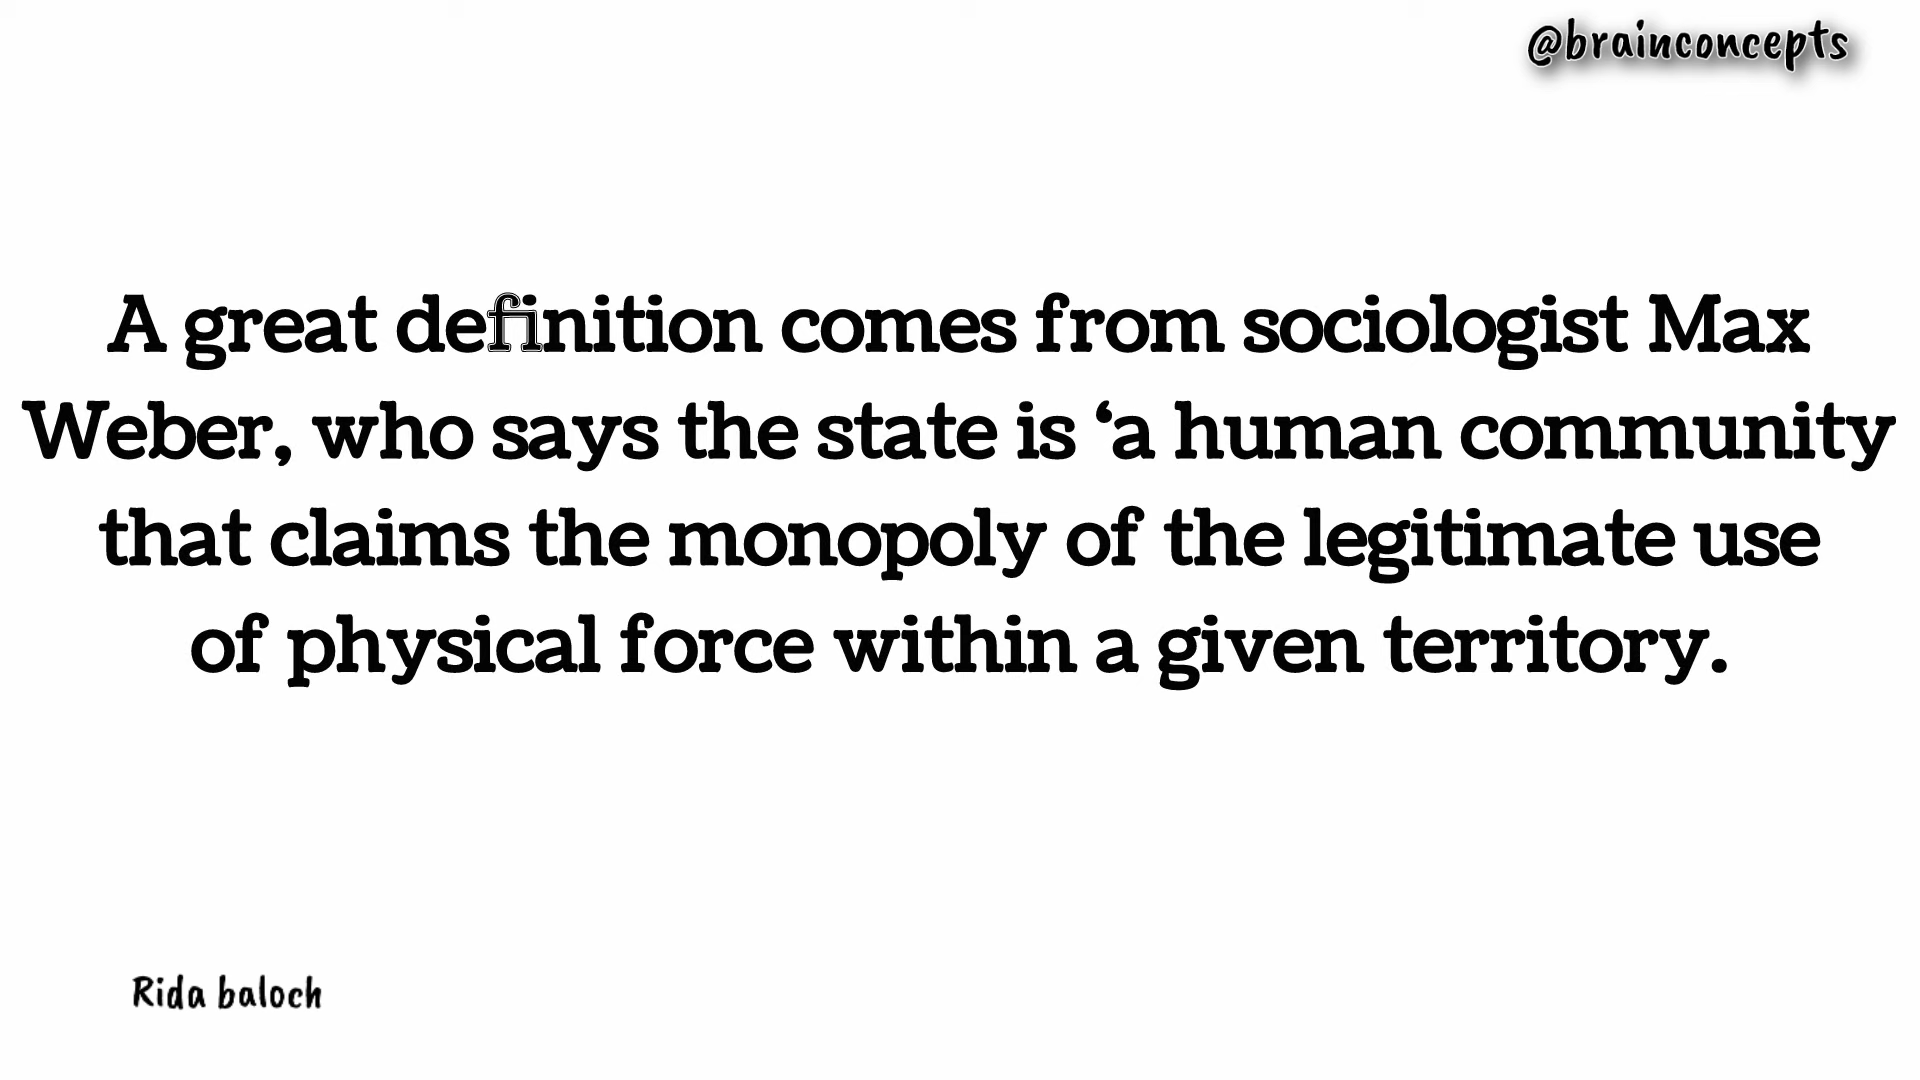 @brainconcepts
A great definition comes from sociologist Max
Weber, who says the state is ‘a human community
that claims the monopoly of the legitimate use
of physical force within a given territory.
Rida baloch